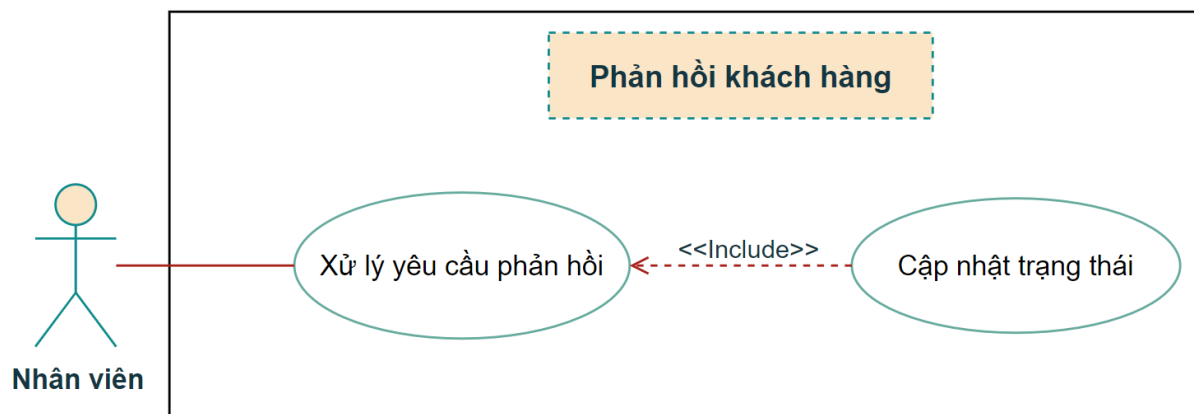 Phản hồi khách hàng
Xử lý yêu cầu phản hồi
<<Include>>
Cập nhật trạng thái
Nhân viên